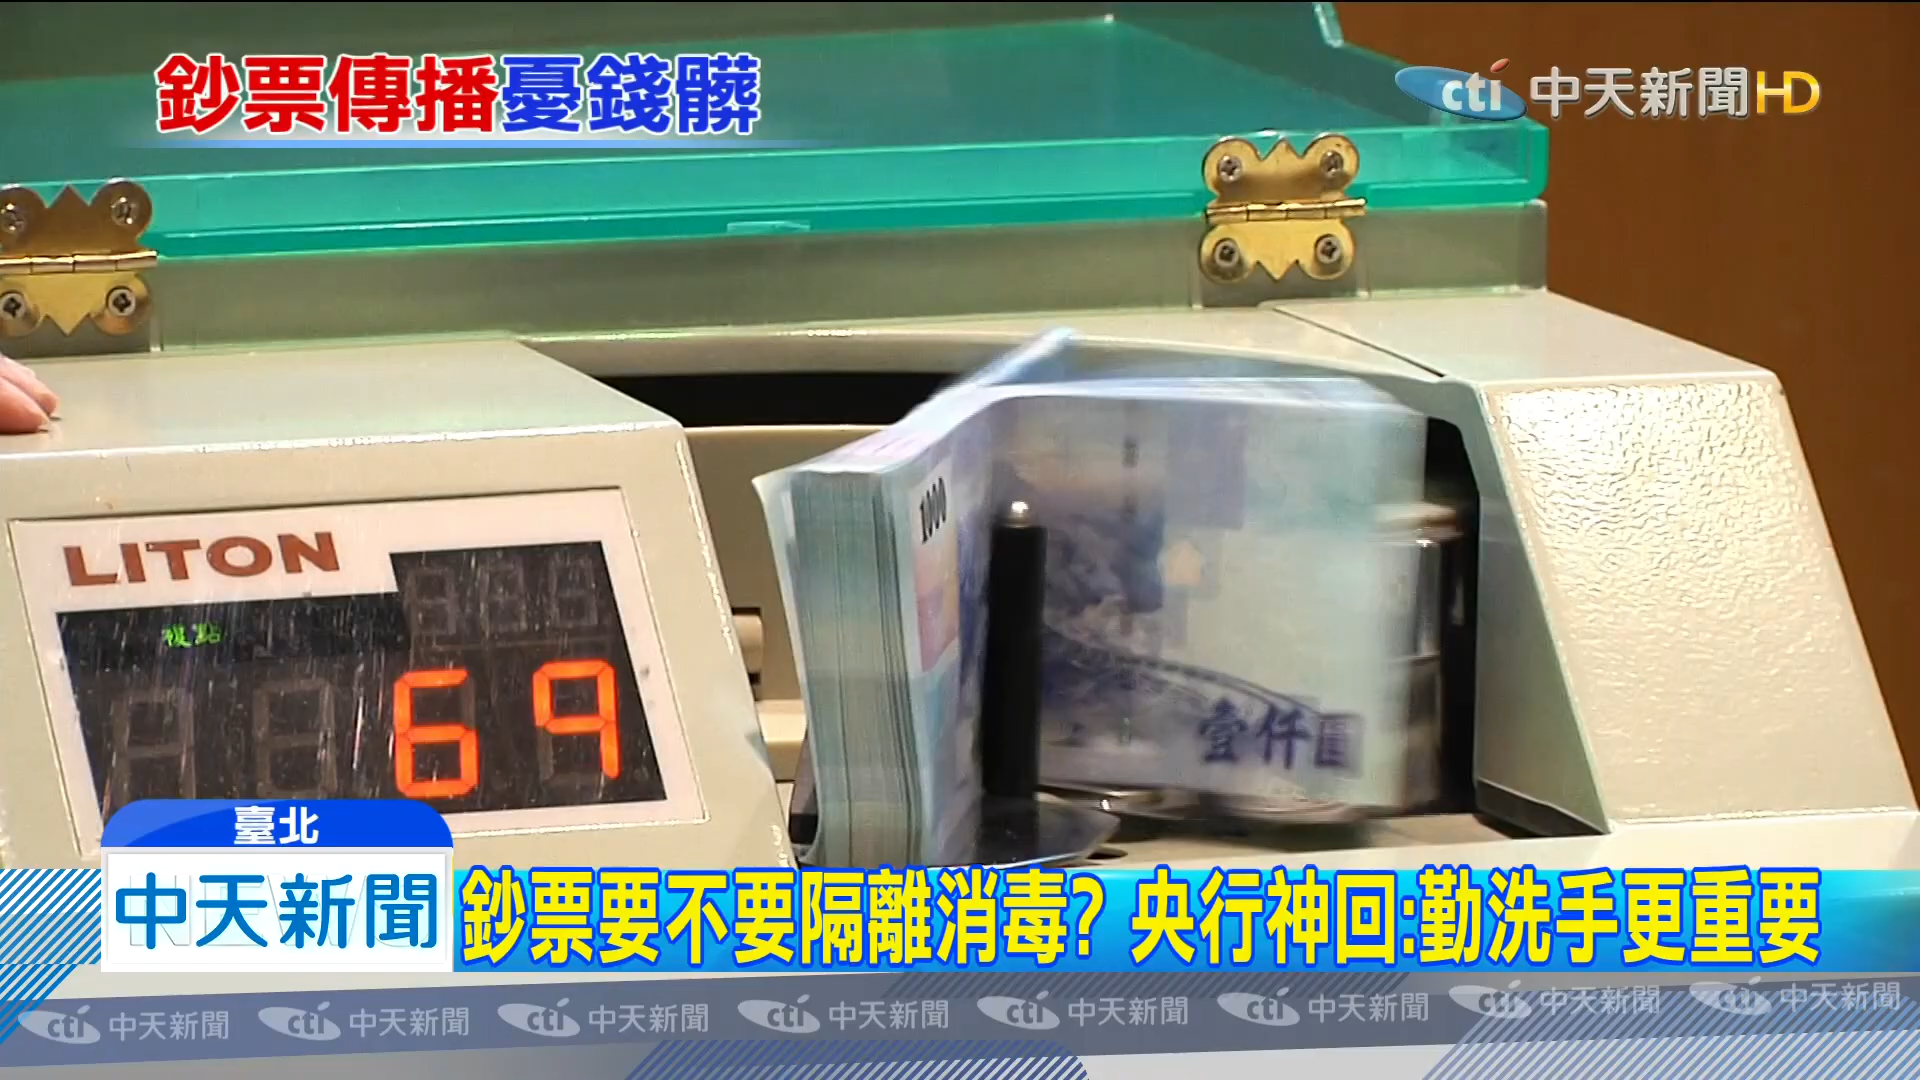 鈔票傳播憂錢髒
cti 中天新聞HD
LITON
複點
69
1000
壹仟圓
臺北
中天新聞
鈔票要不要隔離消毒? 央行神回:勤洗手更重要
cti 中天新聞 cti 中天新聞 cti 中天新聞 cti 中天新聞 cti 中天新聞 cti 中天新聞 cti 中天新聞 cti 中天新聞